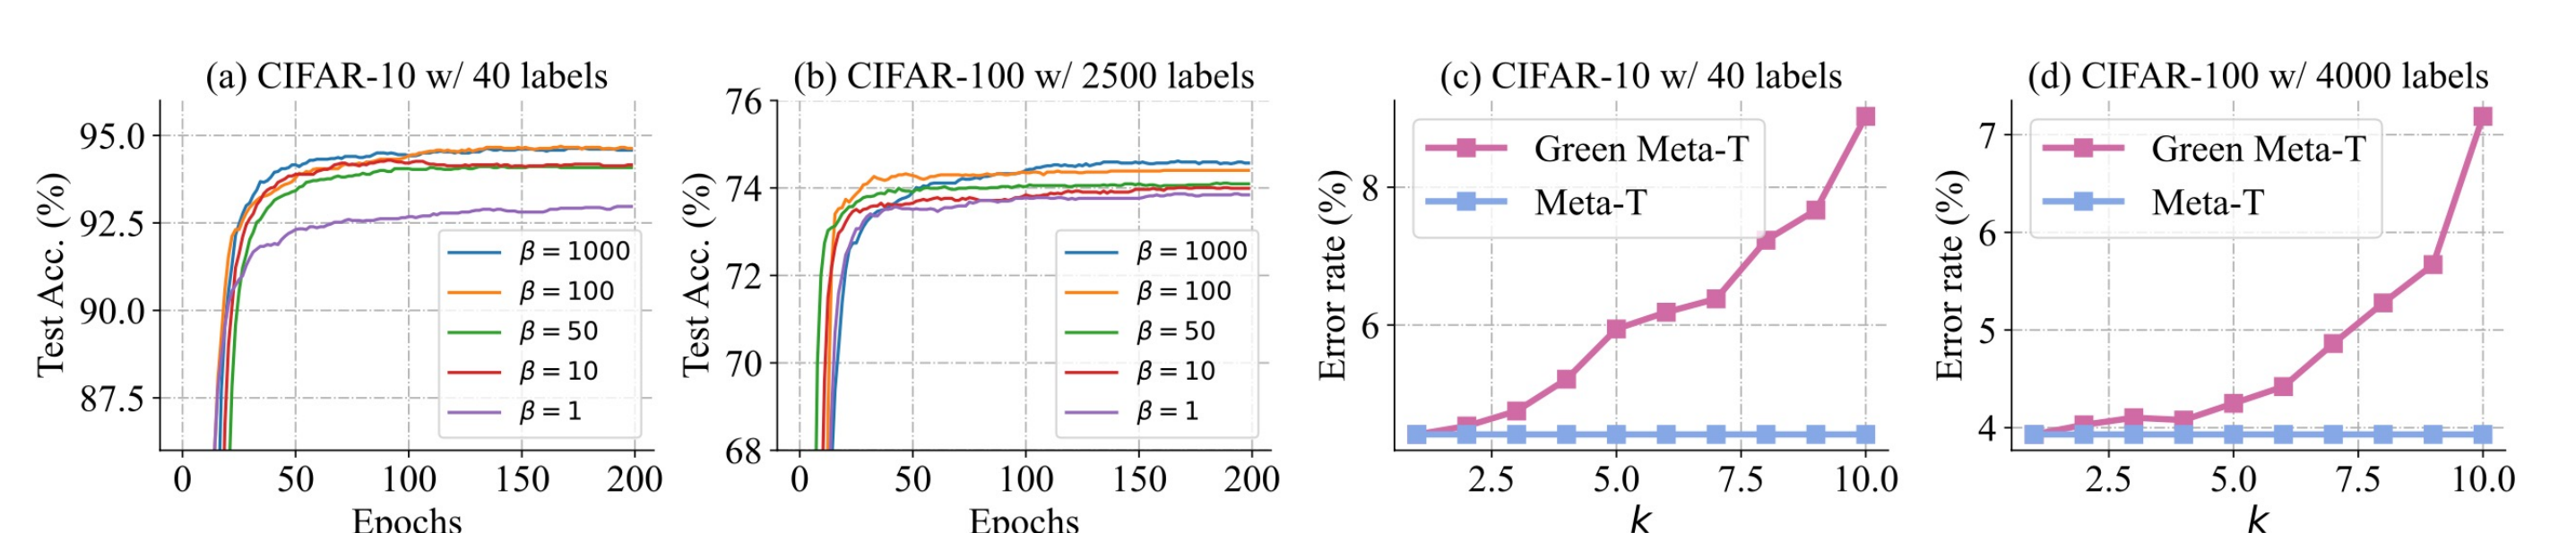 (a) CIFAR-10 w/ 40 labels
Test Acc. (%)
95.0
92.5
90.0
87.5
β = 1000
β = 100
β = 50
β = 10
β = 1
0 50 100 150 200
Epochs
(b) CIFAR-100 w/ 2500 labels
Test Acc. (%)
76
74
72
70
68
β = 1000
β = 100
β = 50
β = 10
β = 1
0 50 100 150 200
Epochs
(c) CIFAR-10 w/ 40 labels
Error rate (%)
8
6
Green Meta-T
Meta-T
2.5 5.0 7.5 10.0
k
(d) CIFAR-100 w/ 4000 labels
Error rate (%)
7
6
5
4
Green Meta-T
Meta-T
2.5 5.0 7.5 10.0
k